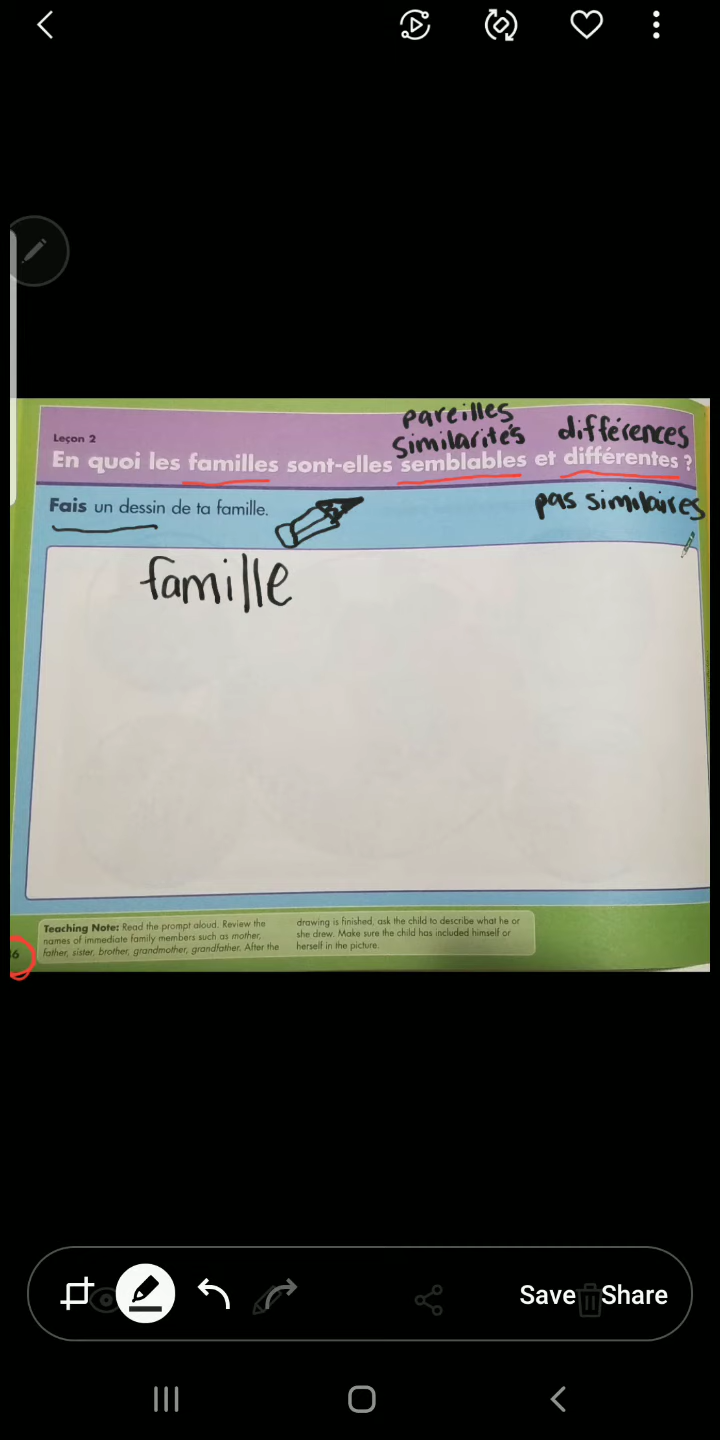 pareilles
similarités
différences
Leçon 2
En quoi les familles sont-elles semblables et différentes ?
Fais un dessin de ta famille.
pas similaires
famille
Teaching Note: Read the prompt aloud. Review the
names of immediate family members such as mother,
father, sister, brother, grandmother, grandfather. After the
drawing is finished, ask the child to describe what he or
she drew. Make sure the child has included himself or
herself in the picture.
6
Save Share